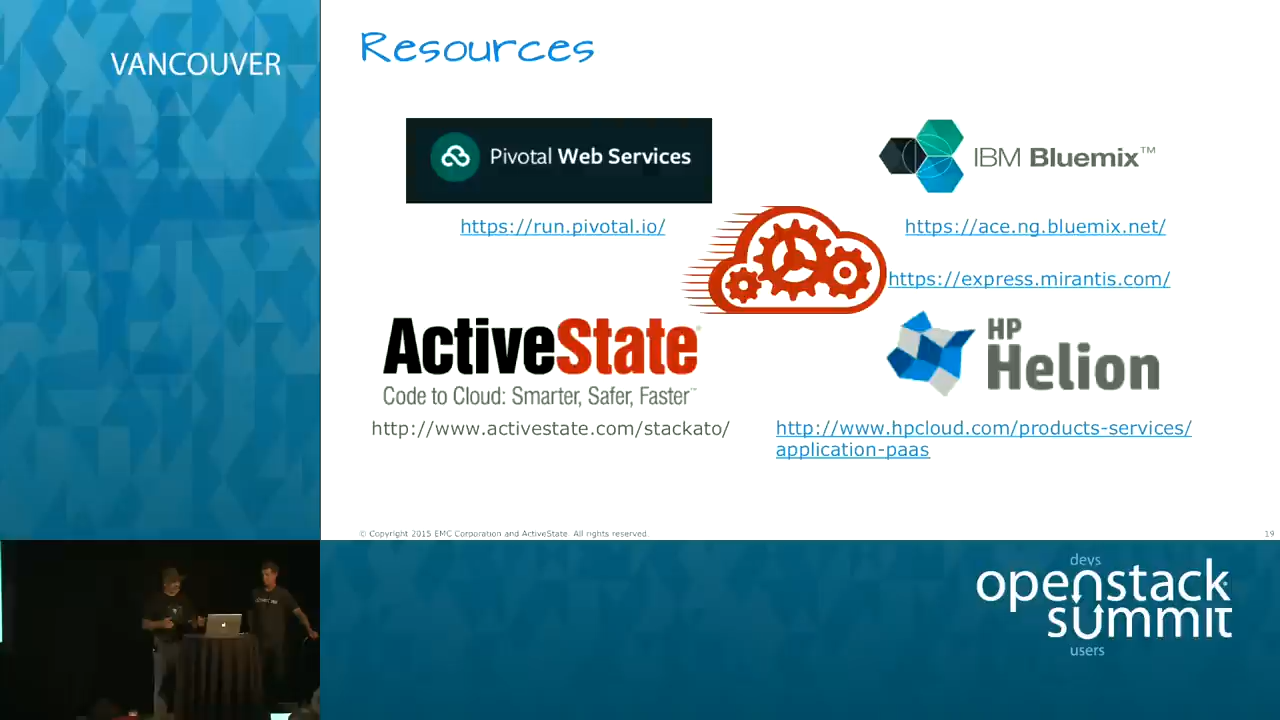 VANCOUVER
Resources
Pivotal Web Services
https://run.pivotal.io/
IBM Bluemix™
https://ace.ng.bluemix.net/
https://express.mirantis.com/
ActiveState®
Code to Cloud: Smarter, Safer, Faster™
http://www.activestate.com/stackato/
HP
Helion
http://www.hpcloud.com/products-services/
application-paas
© Copyright 2015 EMC Corporation and ActiveState. All rights reserved.
19
devs
openstack
summit
users